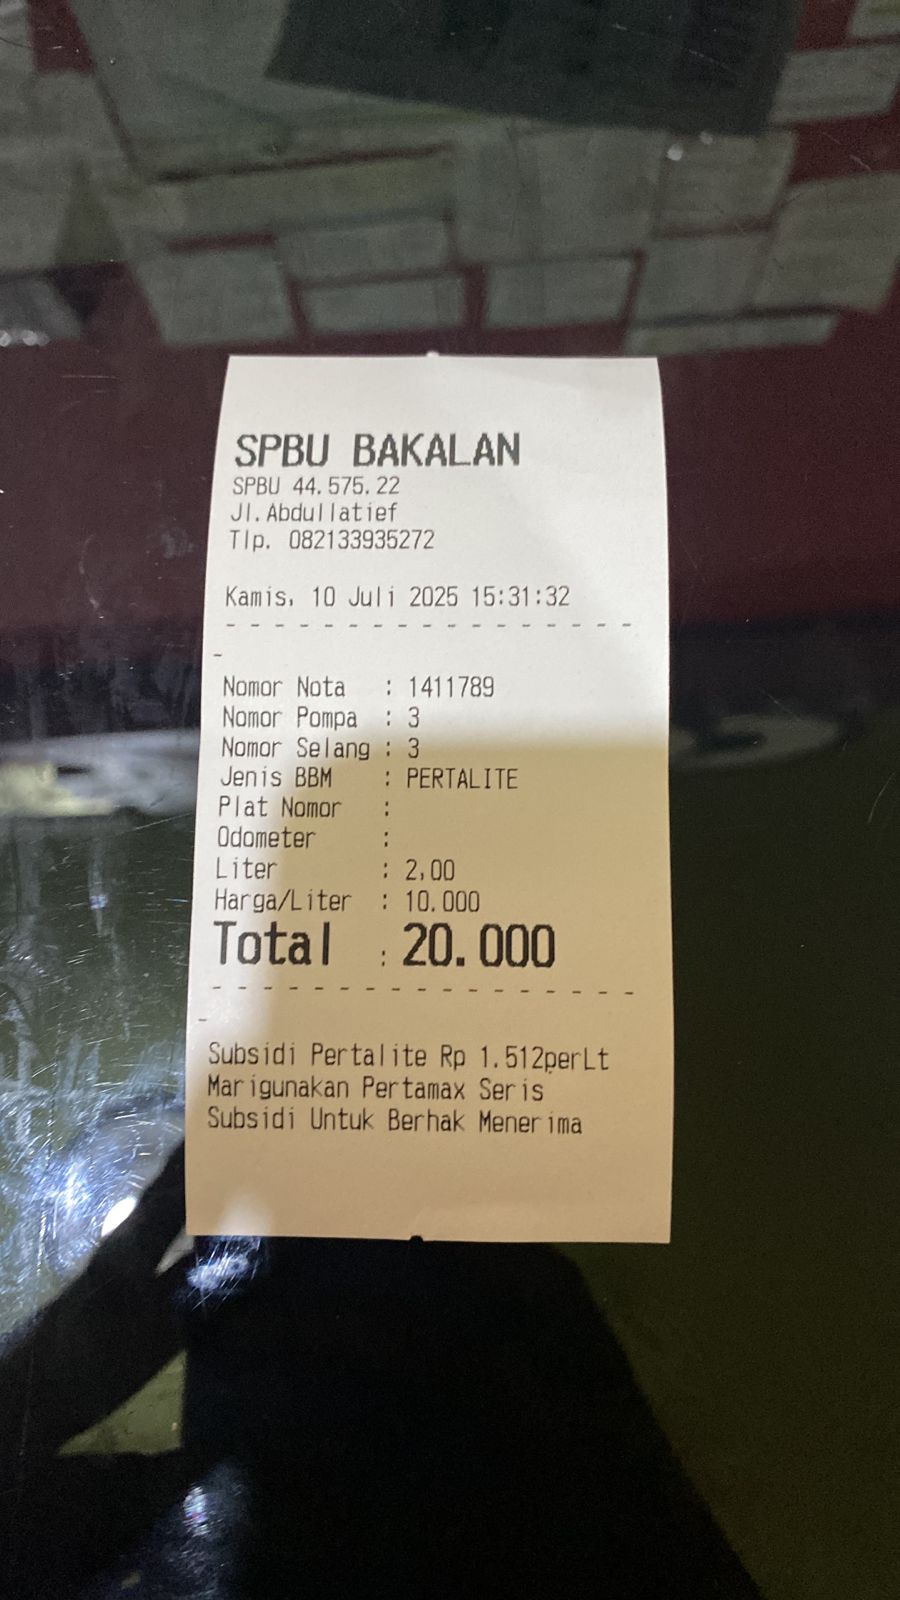 SPBU BAKALAN
SPBU 44.575.22
Jl.Abdullatief
Tlp. 082133935272
Kamis, 10 Juli 2025 15:31:32
- - - - - - - - - - - - - - - - - -
-
Nomor Nota : 1411789
Nomor Pompa : 3
Nomor Selang : 3
Jenis BBM : PERTALITE
Plat Nomor :
Odometer :
Liter : 2,00
Harga/Liter : 10.000
Total : 20.000
- - - - - - - - - - - - - - - - - -
-
Subsidi Pertalite Rp 1.512perLt
Marigunakan Pertamax Seris
Subsidi Untuk Berhak Menerima